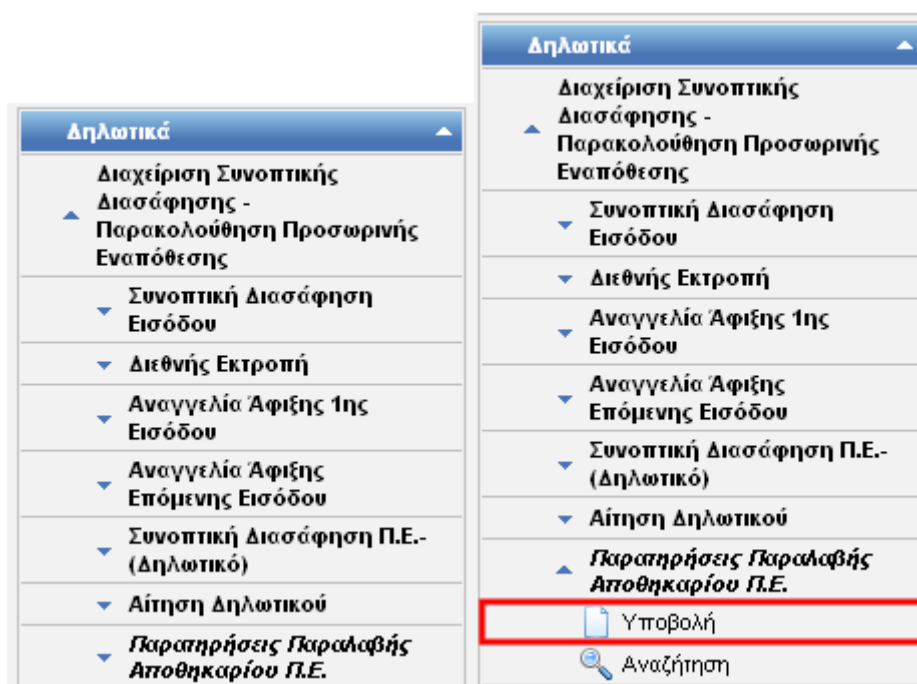 Δηλωτικά
Διαχείριση Συνοπτικής
Διασάφησης -
Παρακολούθηση Προσωρινής
Εναπόθεσης
Συνοπτική Διασάφηση
Εισόδου
Διεθνής Εκτροπή
Αναγγελία Άφιξης 1ης
Εισόδου
Αναγγελία Άφιξης
Επόμενης Εισόδου
Συνοπτική Διασάφηση Π.Ε.-
(Δηλωτικό)
Αίτηση Δηλωτικού
Παρατηρήσεις Παραλαβής
Αποθηκαρίου Π.Ε.
Δηλωτικά
Διαχείριση Συνοπτικής
Διασάφησης -
Παρακολούθηση Προσωρινής
Εναπόθεσης
Συνοπτική Διασάφηση
Εισόδου
Διεθνής Εκτροπή
Αναγγελία Άφιξης 1ης
Εισόδου
Αναγγελία Άφιξης
Επόμενης Εισόδου
Συνοπτική Διασάφηση Π.Ε.-
(Δηλωτικό)
Αίτηση Δηλωτικού
Παρατηρήσεις Παραλαβής
Αποθηκαρίου Π.Ε.
Υποβολή
Αναζήτηση